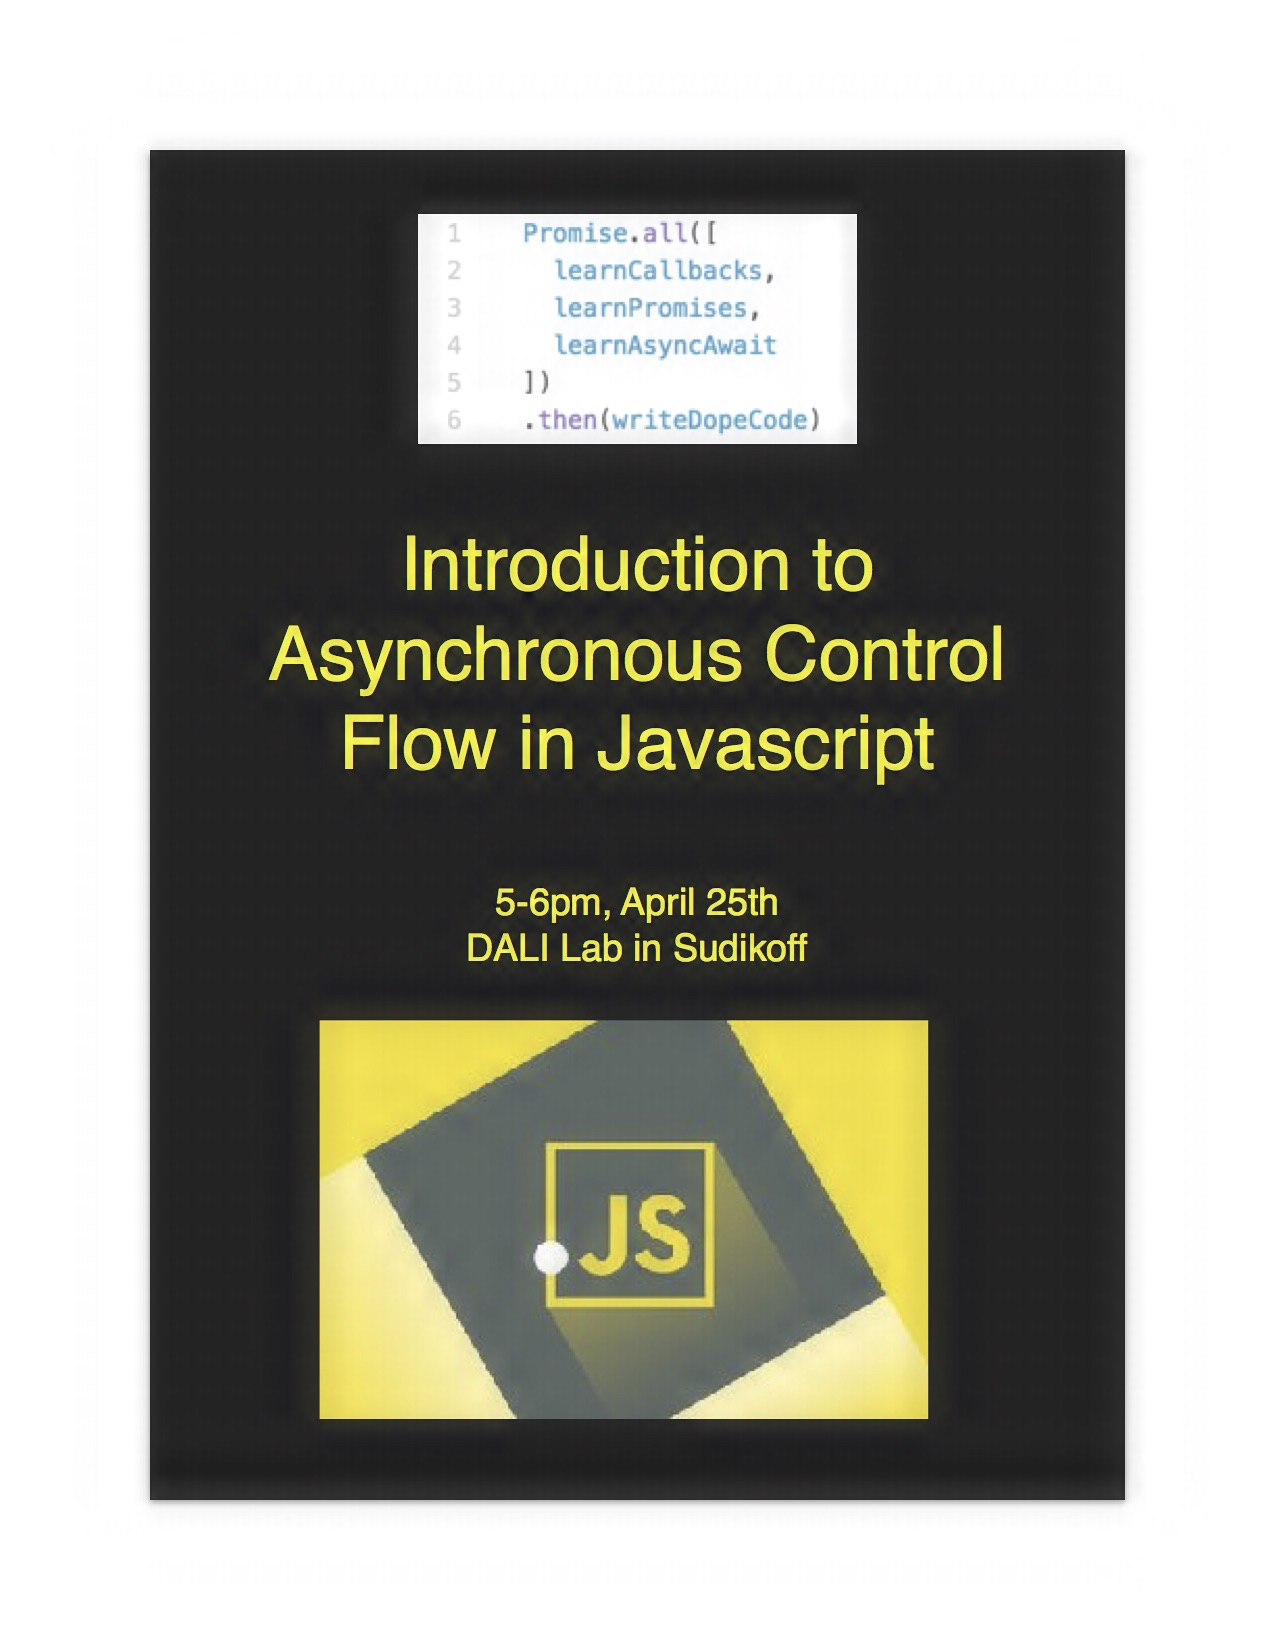 1 Promise.all([
2 learnCallbacks,
3 learnPromises,
4 learnAsyncAwait
5 ])
6 .then(writeDopeCode)
Introduction to
Asynchronous Control
Flow in Javascript
5-6pm, April 25th
DALI Lab in Sudikoff
JS